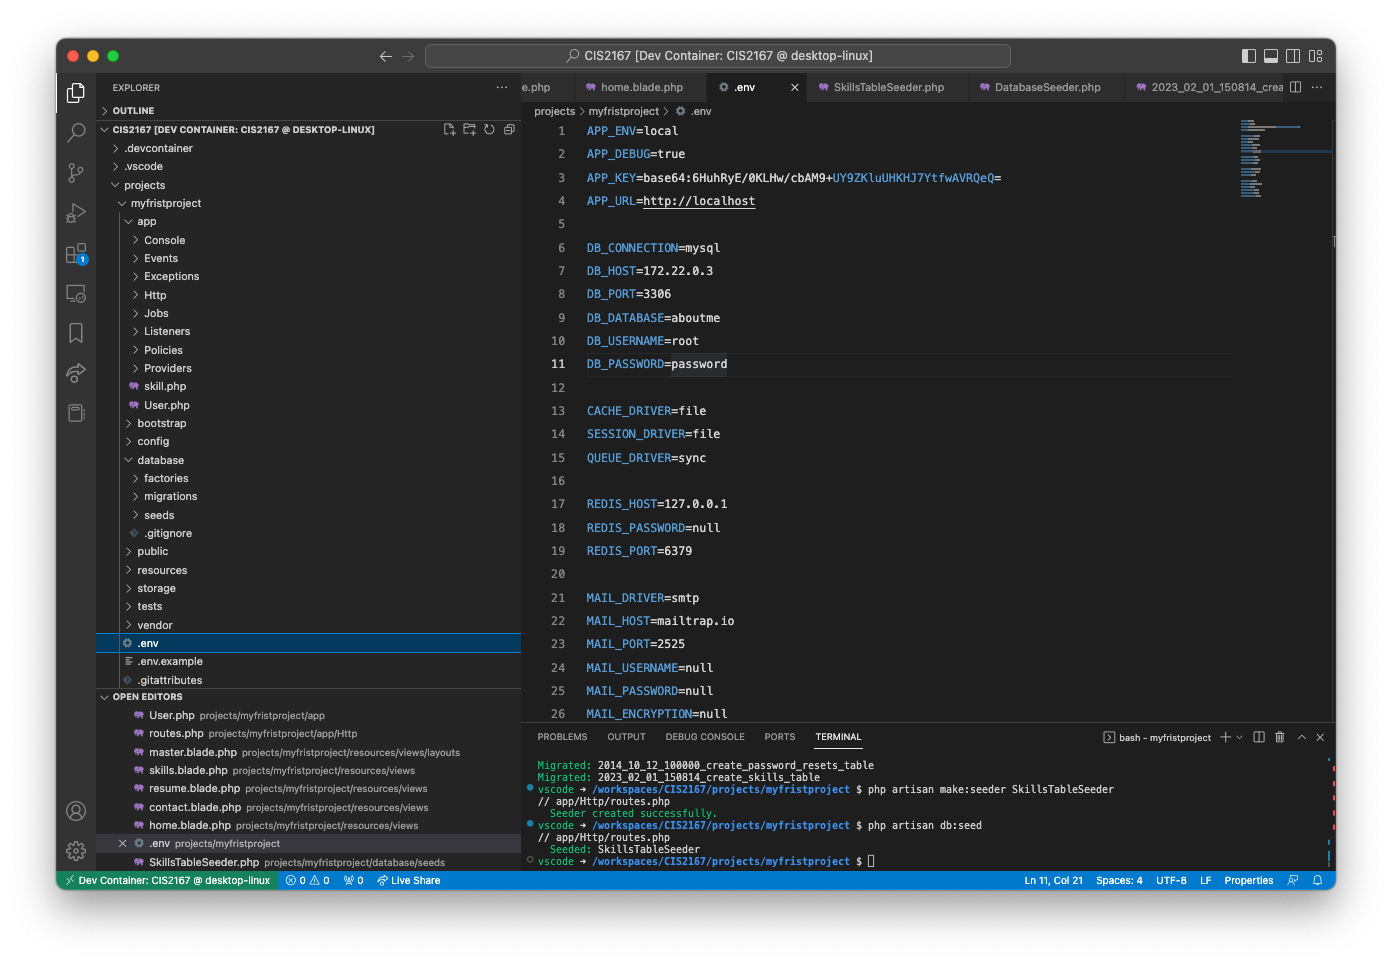 CIS2167 [Dev Container: CIS2167 @ desktop-linux]
EXPLORER
OUTLINE
CIS2167 [DEV CONTAINER: CIS2167 @ DESKTOP-LINUX]
.devcontainer
.vscode
projects
myfristproject
app
Console
Events
Exceptions
Http
Jobs
Listeners
Policies
Providers
skill.php
User.php
bootstrap
config
database
factories
migrations
seeds
.gitignore
public
resources
storage
tests
vendor
.env
.env.example
.gitattributes
OPEN EDITORS
User.php projects/myfristproject/app
routes.php projects/myfristproject/app/Http
master.blade.php projects/myfristproject/resources/views/layouts
skills.blade.php projects/myfristproject/resources/views
resume.blade.php projects/myfristproject/resources/views
contact.blade.php projects/myfristproject/resources/views
home.blade.php projects/myfristproject/resources/views
.env projects/myfristproject
SkillsTableSeeder.php projects/myfristproject/database/seeds
1
e.php home.blade.php .env SkillsTableSeeder.php DatabaseSeeder.php 2023_02_01_150814_crea
projects > myfristproject > .env
1 APP_ENV=local
2 APP_DEBUG=true
3 APP_KEY=base64:6HuhRyE/0KLHw/cbAM9+UY9ZKluUHKHJ7YtfwAVRQeQ=
4 APP_URL=http://localhost
5
6 DB_CONNECTION=mysql
7 DB_HOST=172.22.0.3
8 DB_PORT=3306
9 DB_DATABASE=aboutme
10 DB_USERNAME=root
11 DB_PASSWORD=password
12
13 CACHE_DRIVER=file
14 SESSION_DRIVER=file
15 QUEUE_DRIVER=sync
16
17 REDIS_HOST=127.0.0.1
18 REDIS_PASSWORD=null
19 REDIS_PORT=6379
20
21 MAIL_DRIVER=smtp
22 MAIL_HOST=mailtrap.io
23 MAIL_PORT=2525
24 MAIL_USERNAME=null
25 MAIL_PASSWORD=null
26 MAIL_ENCRYPTION=null
PROBLEMS OUTPUT DEBUG CONSOLE PORTS TERMINAL bash - myfristproject
Migrated: 2014_10_12_100000_create_password_resets_table
Migrated: 2023_02_01_150814_create_skills_table
vscode → /workspaces/CIS2167/projects/myfristproject $ php artisan make:seeder SkillsTableSeeder
// app/Http/routes.php
Seeder created successfully.
vscode → /workspaces/CIS2167/projects/myfristproject $ php artisan db:seed
// app/Http/routes.php
Seeded: SkillsTableSeeder
vscode → /workspaces/CIS2167/projects/myfristproject $
Dev Container: CIS2167 @ desktop-linux 0 0 0 Live Share Ln 11, Col 21 Spaces: 4 UTF-8 LF Properties